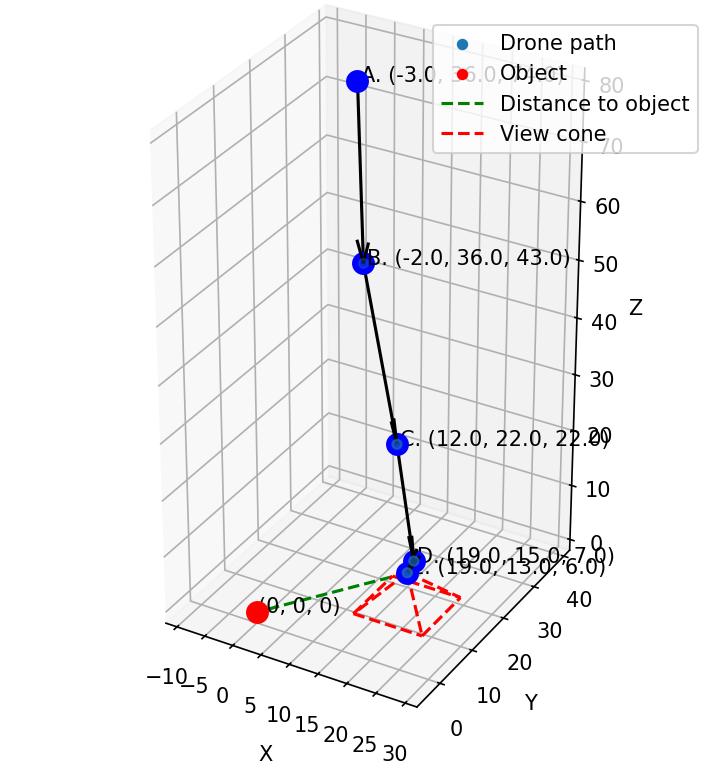 Drone path
Object
Distance to object
View cone
A. (-3.0, 36.0,
B. (-2.0, 36.0, 43.0)
C. (12.0, 22.0, 22.0)
D. (19.0, 15.0, 7.0)
(19.0, 13.0, 6.0)
(0, 0, 0)
80
70
60
50
40
30
20
10
0
Z
40
30
20
10
0
Y
−10
−5
0
5
10
15
20
25
30
X